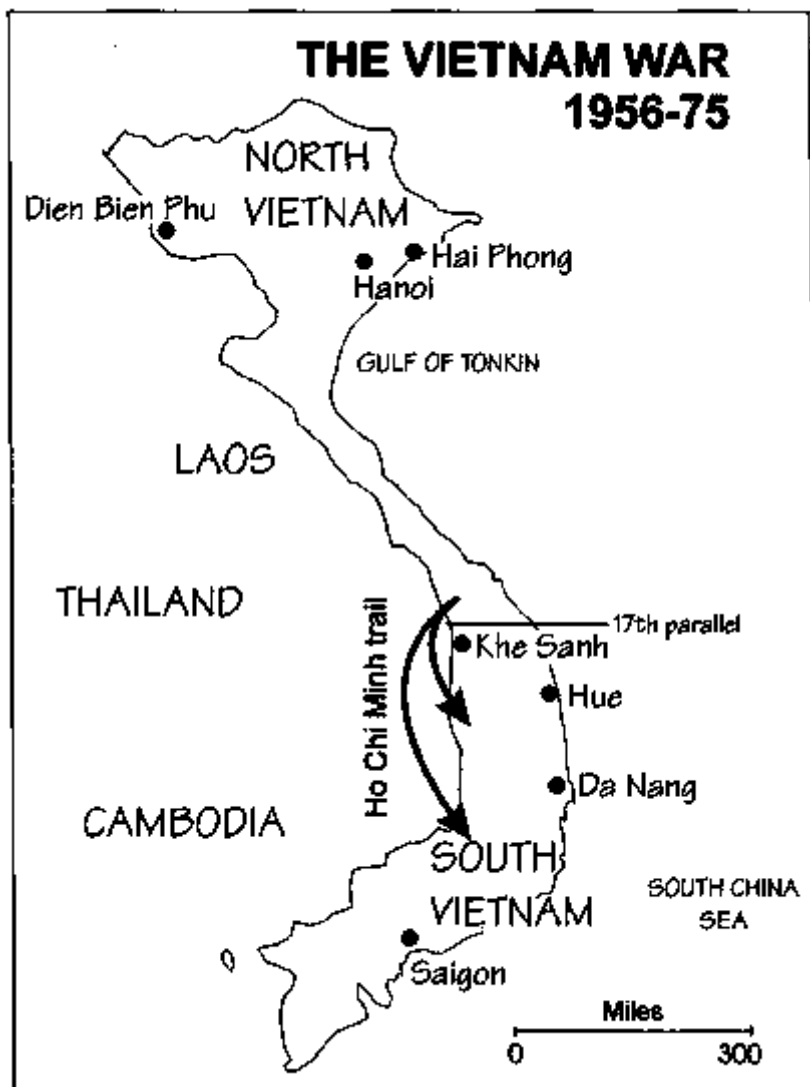 THE VIETNAM WAR
1956-75
NORTH
VIETNAM
Dien Bien Phu
Hai Phong
Hanoi
GULF OF TONKIN
LAOS
THAILAND
Ho Chi Minh trail
17th parallel
Khe Sanh
Hue
Da Nang
CAMBODIA
SOUTH
VIETNAM
SOUTH CHINA
SEA
Saigon
Miles
0 300